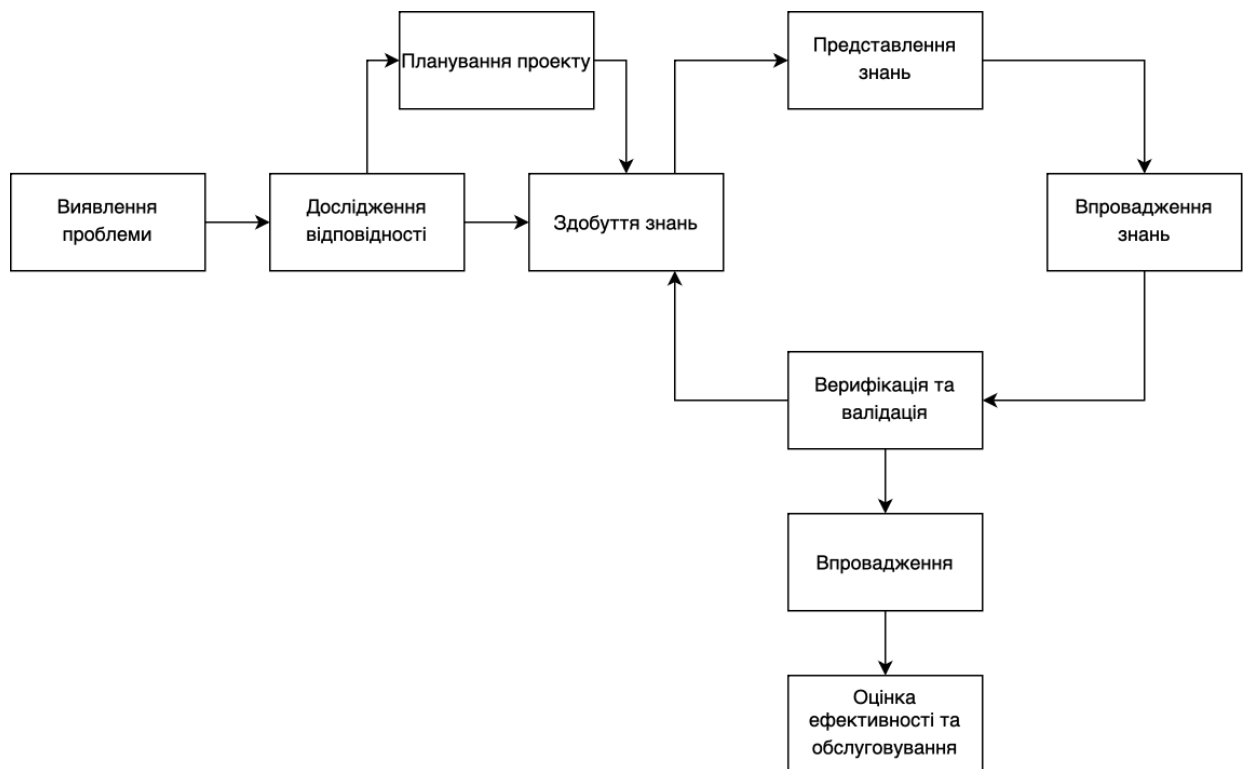 Планування проекту
Представлення
знань
Виявлення
проблеми
Дослідження
відповідності
Здобуття знань
Впровадження
знань
Верифікація та
валідація
Впровадження
Оцінка
ефективності та
обслуговування